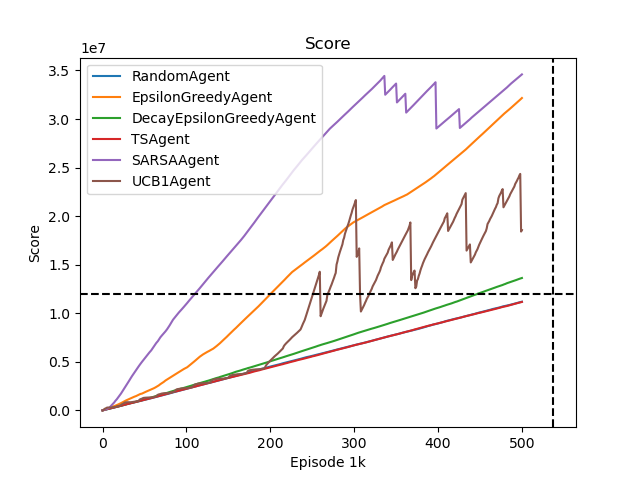 Score
1e7
3.5
3.0
2.5
2.0
1.5
1.0
0.5
0.0
Score
RandomAgent
EpsilonGreedyAgent
DecayEpsilonGreedyAgent
TSAgent
SARSAAgent
UCB1Agent
0 100 200 300 400 500
Episode 1k